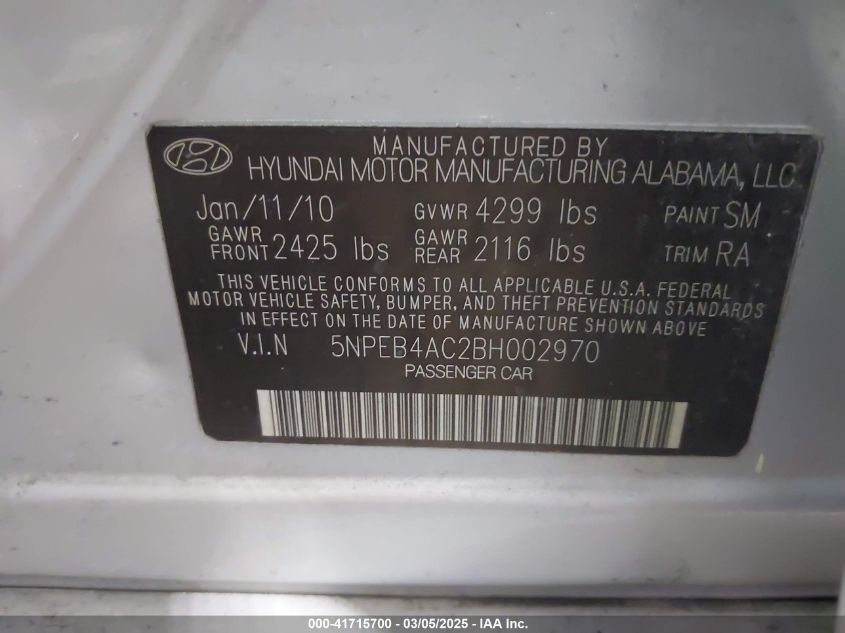 MANUFACTURED BY
HYUNDAI MOTOR MANUFACTURING ALABAMA, LLC
Jan/11/10 GVWR 4299 lbs PAINT SM
GAWR FRONT 2425 lbs GAWR REAR 2116 lbs TRIM RA
THIS VEHICLE CONFORMS TO ALL APPLICABLE U.S.A. FEDERAL
MOTOR VEHICLE SAFETY, BUMPER, AND THEFT PREVENTION STANDARDS
IN EFFECT ON THE DATE OF MANUFACTURE SHOWN ABOVE
V.I.N 5NPEB4AC2BH002970
PASSENGER CAR
000-41715700 — 03/05/2025 — IAA Inc.